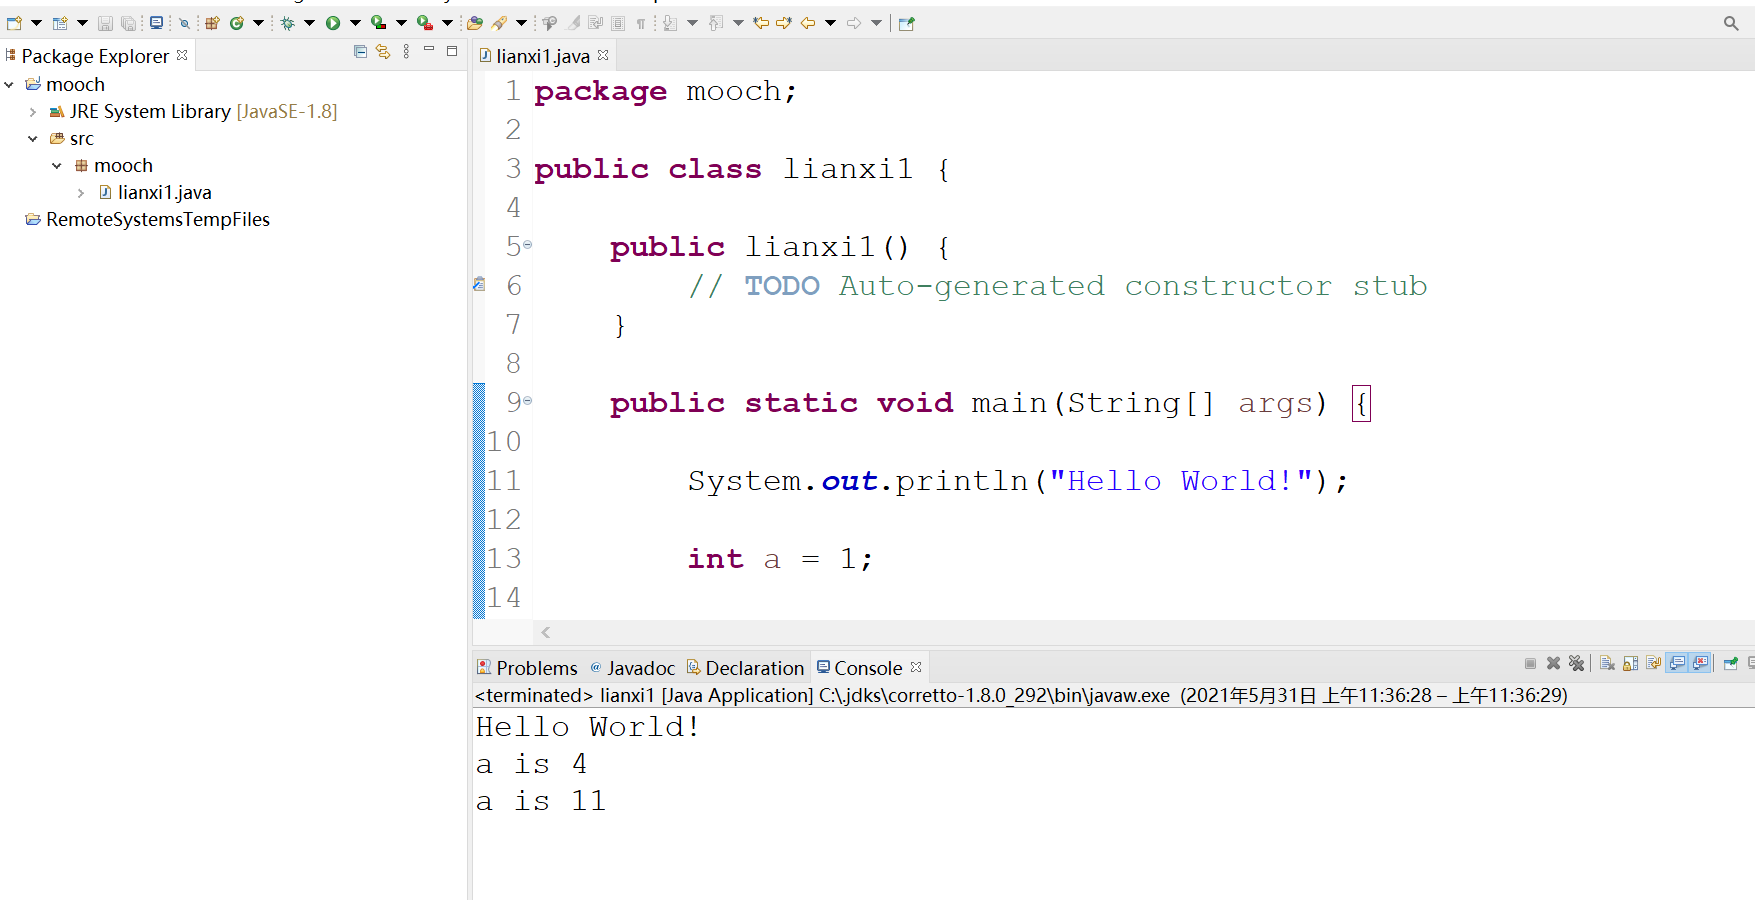 Package Explorer
mooch
JRE System Library [JavaSE-1.8]
src
mooch
lianxi1.java
RemoteSystemsTempFiles
lianxi1.java
1 package mooch;
2
3 public class lianxi1 {
4
5 public lianxi1() {
6 // TODO Auto-generated constructor stub
7 }
8
9 public static void main(String[] args) {
10
11 System.out.println("Hello World!");
12
13 int a = 1;
14
Problems @ Javadoc Declaration Console
<terminated> lianxi1 [Java Application] C:\.jdks\corretto-1.8.0_292\bin\javaw.exe (2021年5月31日 上午11:36:28 – 上午11:36:29)
Hello World!
a is 4
a is 11